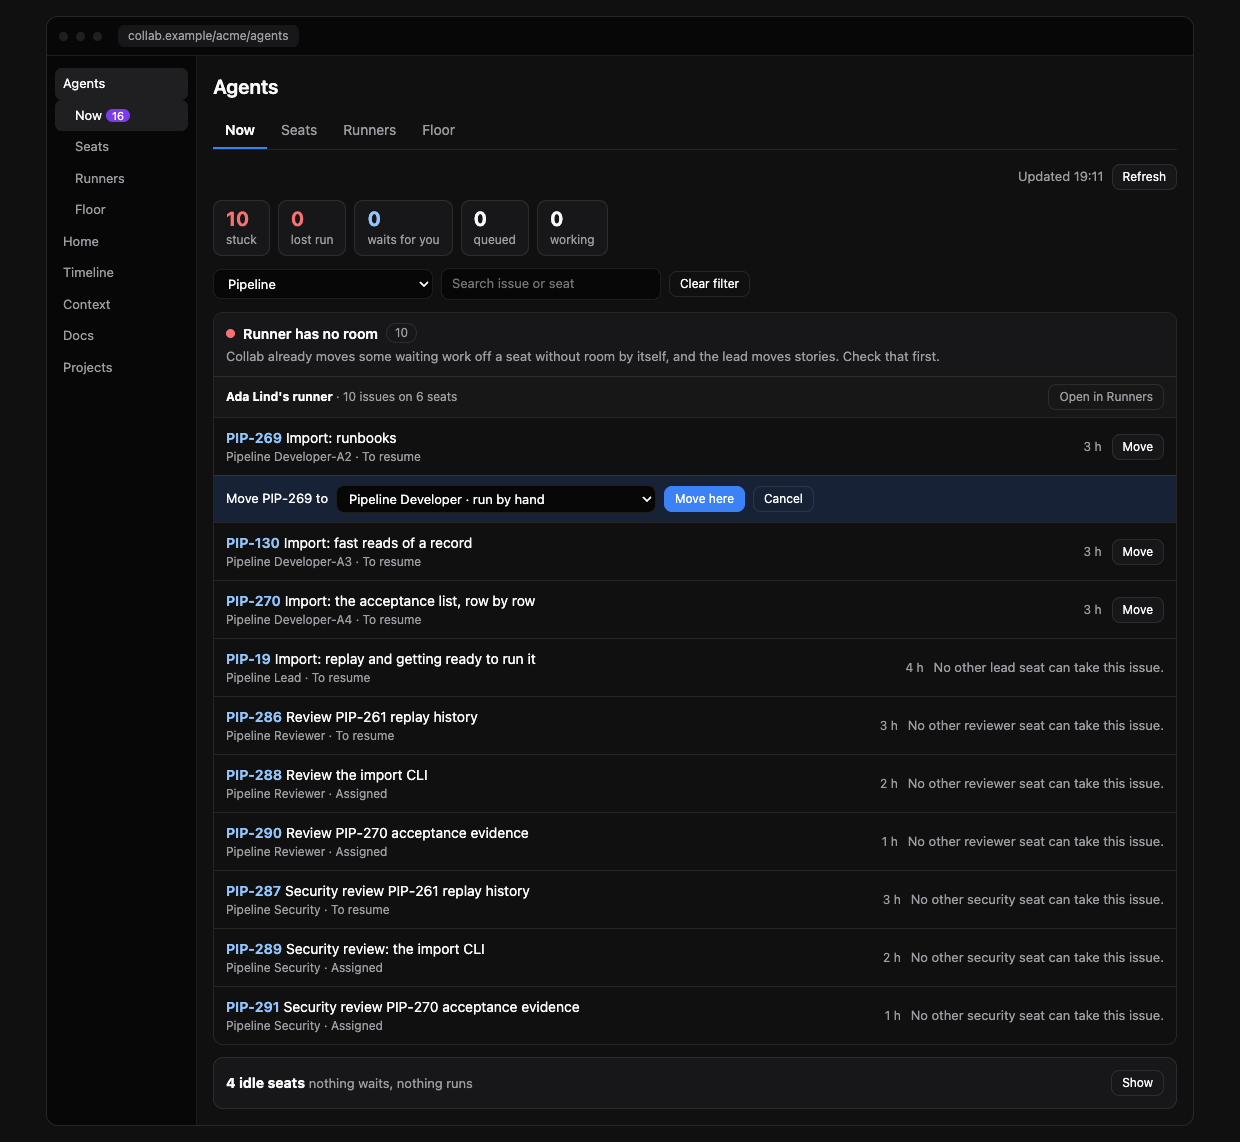 collab.example/acme/agents
Agents
Now 16
Seats
Runners
Floor
Home
Timeline
Context
Docs
Projects
Agents
Now Seats Runners Floor
Updated 19:11 Refresh
10 0 0 0 0
stuck lost run waits for you queued working
Pipeline Search issue or seat Clear filter
Runner has no room 10
Collab already moves some waiting work off a seat without room by itself, and the lead moves stories. Check that first.
Ada Lind's runner · 10 issues on 6 seats Open in Runners
PIP-269 Import: runbooks
Pipeline Developer-A2 · To resume
3 h Move
Move PIP-269 to Pipeline Developer · run by hand Move here Cancel
PIP-130 Import: fast reads of a record
Pipeline Developer-A3 · To resume
3 h Move
PIP-270 Import: the acceptance list, row by row
Pipeline Developer-A4 · To resume
3 h Move
PIP-19 Import: replay and getting ready to run it
Pipeline Lead · To resume
4 h No other lead seat can take this issue.
PIP-286 Review PIP-261 replay history
Pipeline Reviewer · To resume
3 h No other reviewer seat can take this issue.
PIP-288 Review the import CLI
Pipeline Reviewer · Assigned
2 h No other reviewer seat can take this issue.
PIP-290 Review PIP-270 acceptance evidence
Pipeline Reviewer · Assigned
1 h No other reviewer seat can take this issue.
PIP-287 Security review PIP-261 replay history
Pipeline Security · To resume
3 h No other security seat can take this issue.
PIP-289 Security review: the import CLI
Pipeline Security · Assigned
2 h No other security seat can take this issue.
PIP-291 Security review PIP-270 acceptance evidence
Pipeline Security · Assigned
1 h No other security seat can take this issue.
4 idle seats nothing waits, nothing runs Show